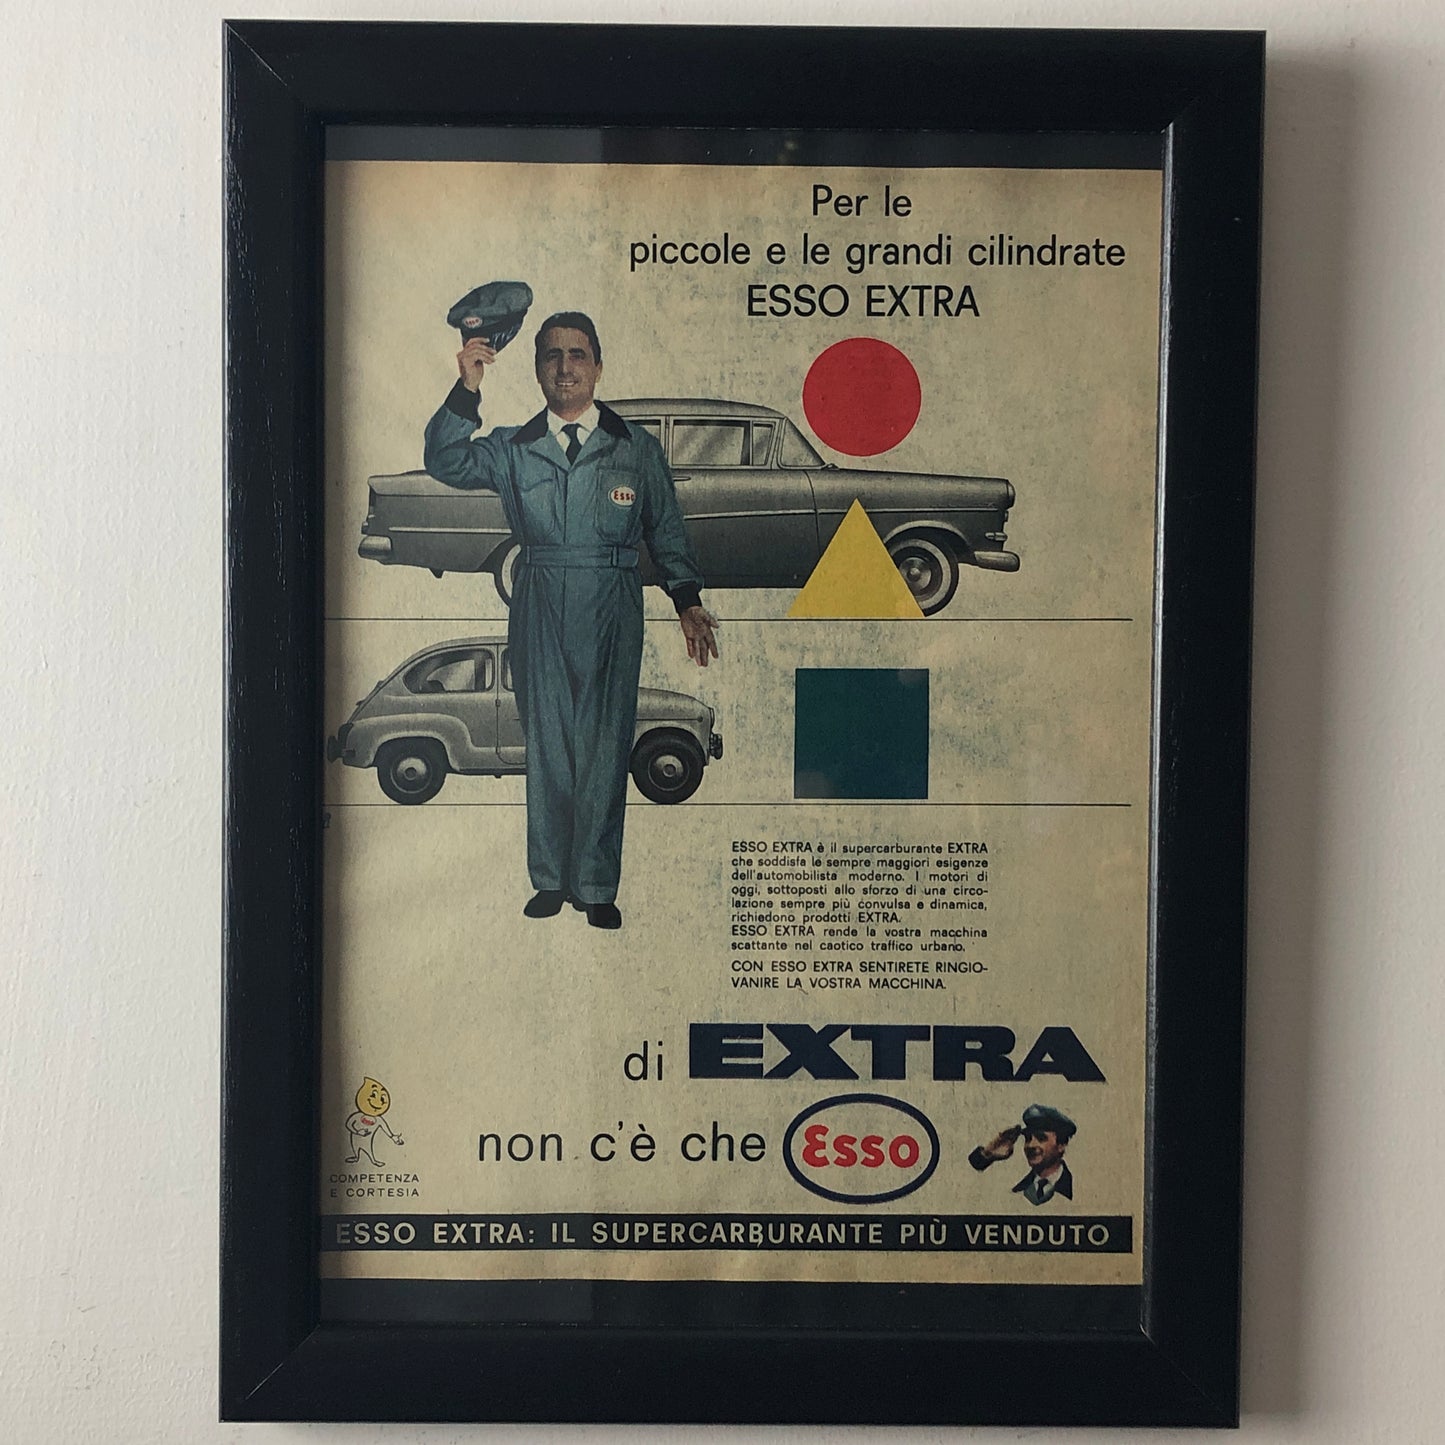 Per le
piccole e le grandi cilindrate
ESSO EXTRA
Esso
Esso
ESSO EXTRA è il supercarburante EXTRA
che soddisfa le sempre maggiori esigenze
dell'automobilista moderno. I motori di
oggi, sottoposti allo sforzo di una circo-
lazione sempre più convulsa e dinamica,
richiedono prodotti EXTRA.
ESSO EXTRA rende la vostra macchina
scattante nel caotico traffico urbano.
CON ESSO EXTRA SENTIRETE RINGIO-
VANIRE LA VOSTRA MACCHINA.
di EXTRA
non c'è che Esso
COMPETENZA
E CORTESIA
ESSO EXTRA: IL SUPERCARBURANTE PIÙ VENDUTO